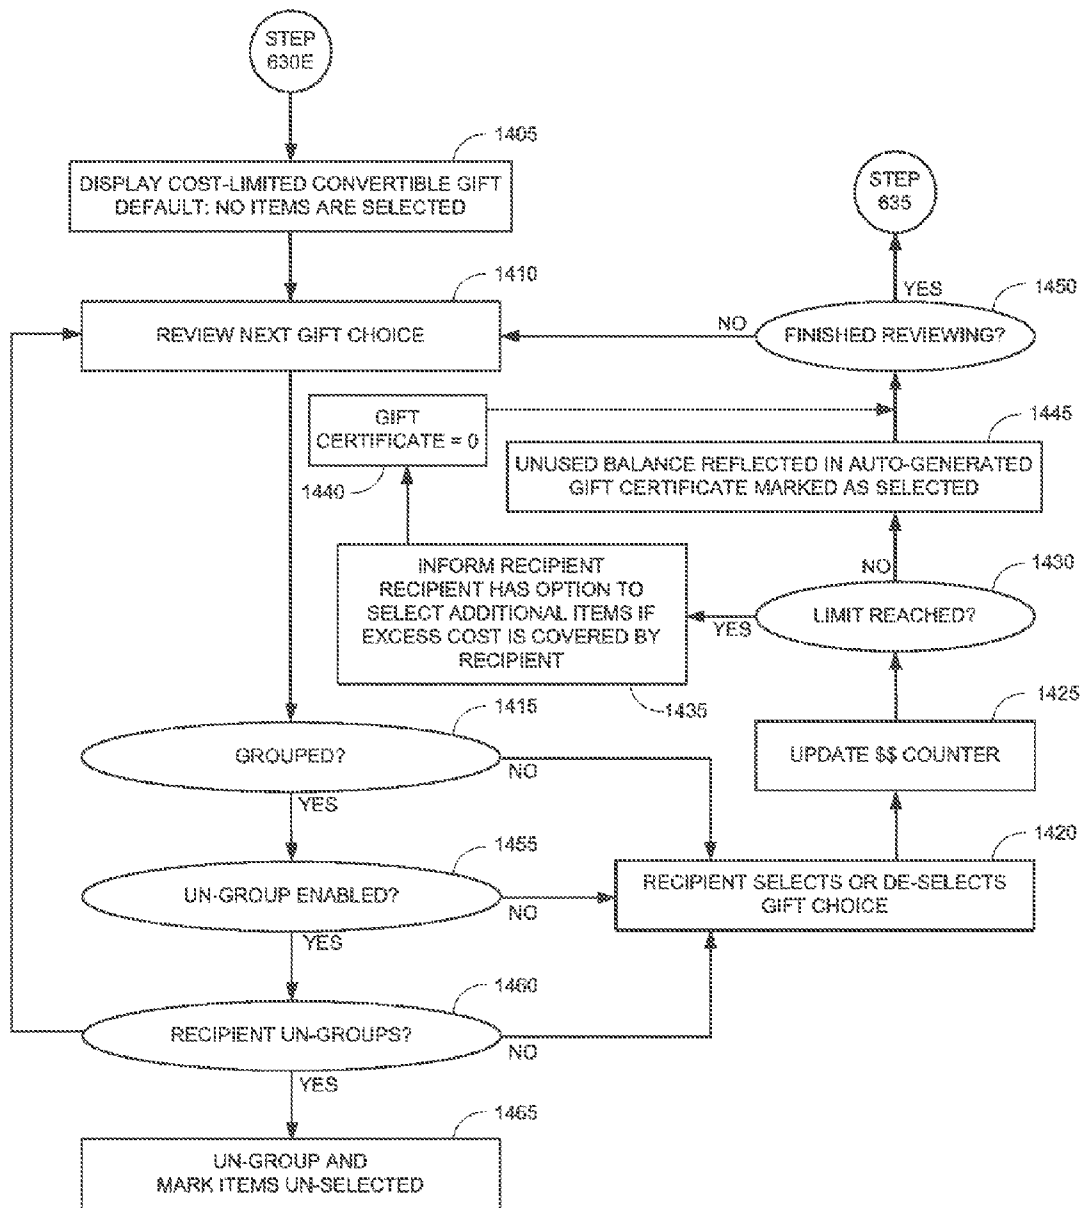 STEP
630E
1405
DISPLAY COST-LIMITED CONVERTIBLE GIFT
DEFAULT: NO ITEMS ARE SELECTED
STEP
635
YES
1410
REVIEW NEXT GIFT CHOICE
NO
1450
FINISHED REVIEWING?
GIFT
CERTIFICATE = 0
1440
1445
UNUSED BALANCE REFLECTED IN AUTO-GENERATED
GIFT CERTIFICATE MARKED AS SELECTED
INFORM RECIPIENT
RECIPIENT HAS OPTION TO
SELECT ADDITIONAL ITEMS IF
EXCESS COST IS COVERED BY
RECIPIENT
1435
NO
1430
LIMIT REACHED?
YES
1415
GROUPED?
NO
YES
1425
UPDATE $$ COUNTER
1455
UN-GROUP ENABLED?
NO
YES
1420
RECIPIENT SELECTS OR DE-SELECTS
GIFT CHOICE
1460
RECIPIENT UN-GROUPS?
NO
YES
1465
UN-GROUP AND
MARK ITEMS UN-SELECTED